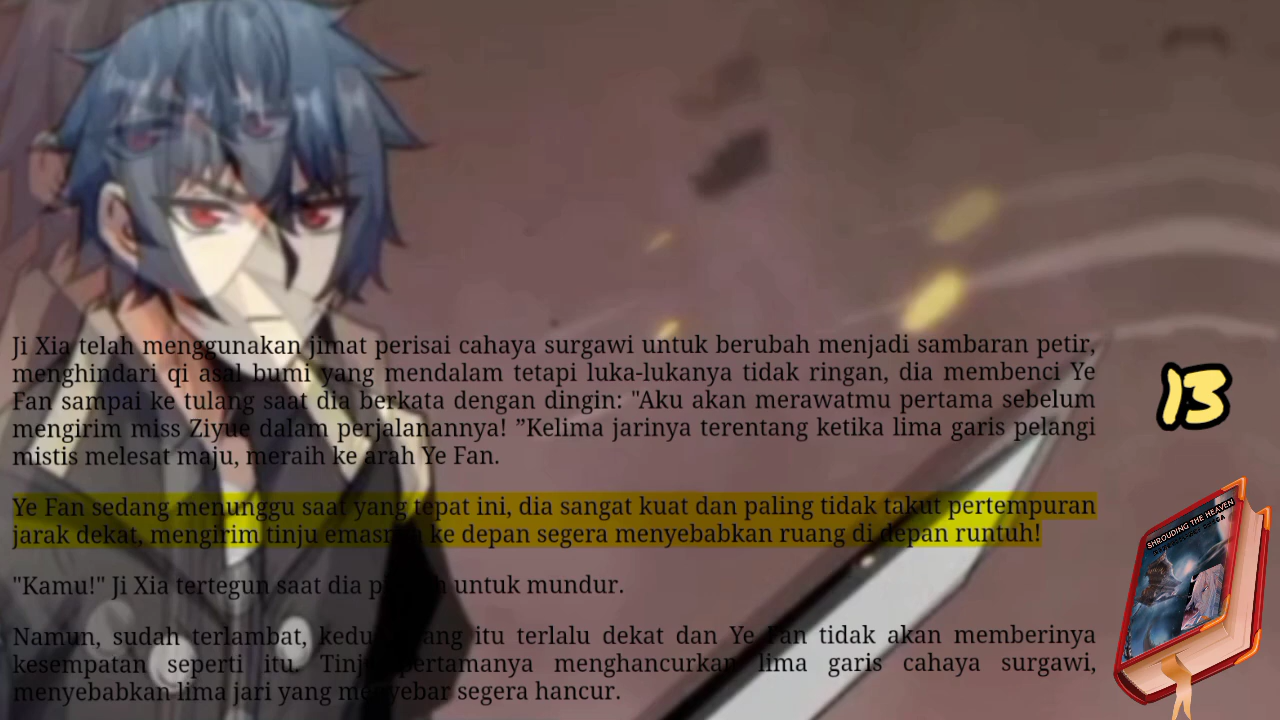 Ji Xia telah menggunakan jimat perisai cahaya surgawi untuk berubah menjadi sambaran petir,
menghindari qi asal bumi yang mendalam tetapi luka-lukanya tidak ringan, dia membenci Ye
Fan sampai ke tulang saat dia berkata dengan dingin: "Aku akan merawatmu pertama sebelum
mengirim miss Ziyue dalam perjalanannya! ”Kelima jarinya terentang ketika lima garis pelangi
mistis melesat maju, meraih ke arah Ye Fan.
Ye Fan sedang menunggu saat yang tepat ini, dia sangat kuat dan paling tidak takut pertempuran
jarak dekat, mengirim tinju emasnya ke depan segera menyebabkan ruang di depan runtuh!
"Kamu!" Ji Xia tertegun saat dia untuk mundur.
Namun, sudah terlambat, itu terlalu dekat dan Ye Fan tidak akan memberinya
kesempatan seperti itu. Tinju pertamanya menghancurkan lima garis cahaya surgawi,
menyebabkan lima jari yang menyebar segera hancur.
13
SHROUDING THE HEAVEN